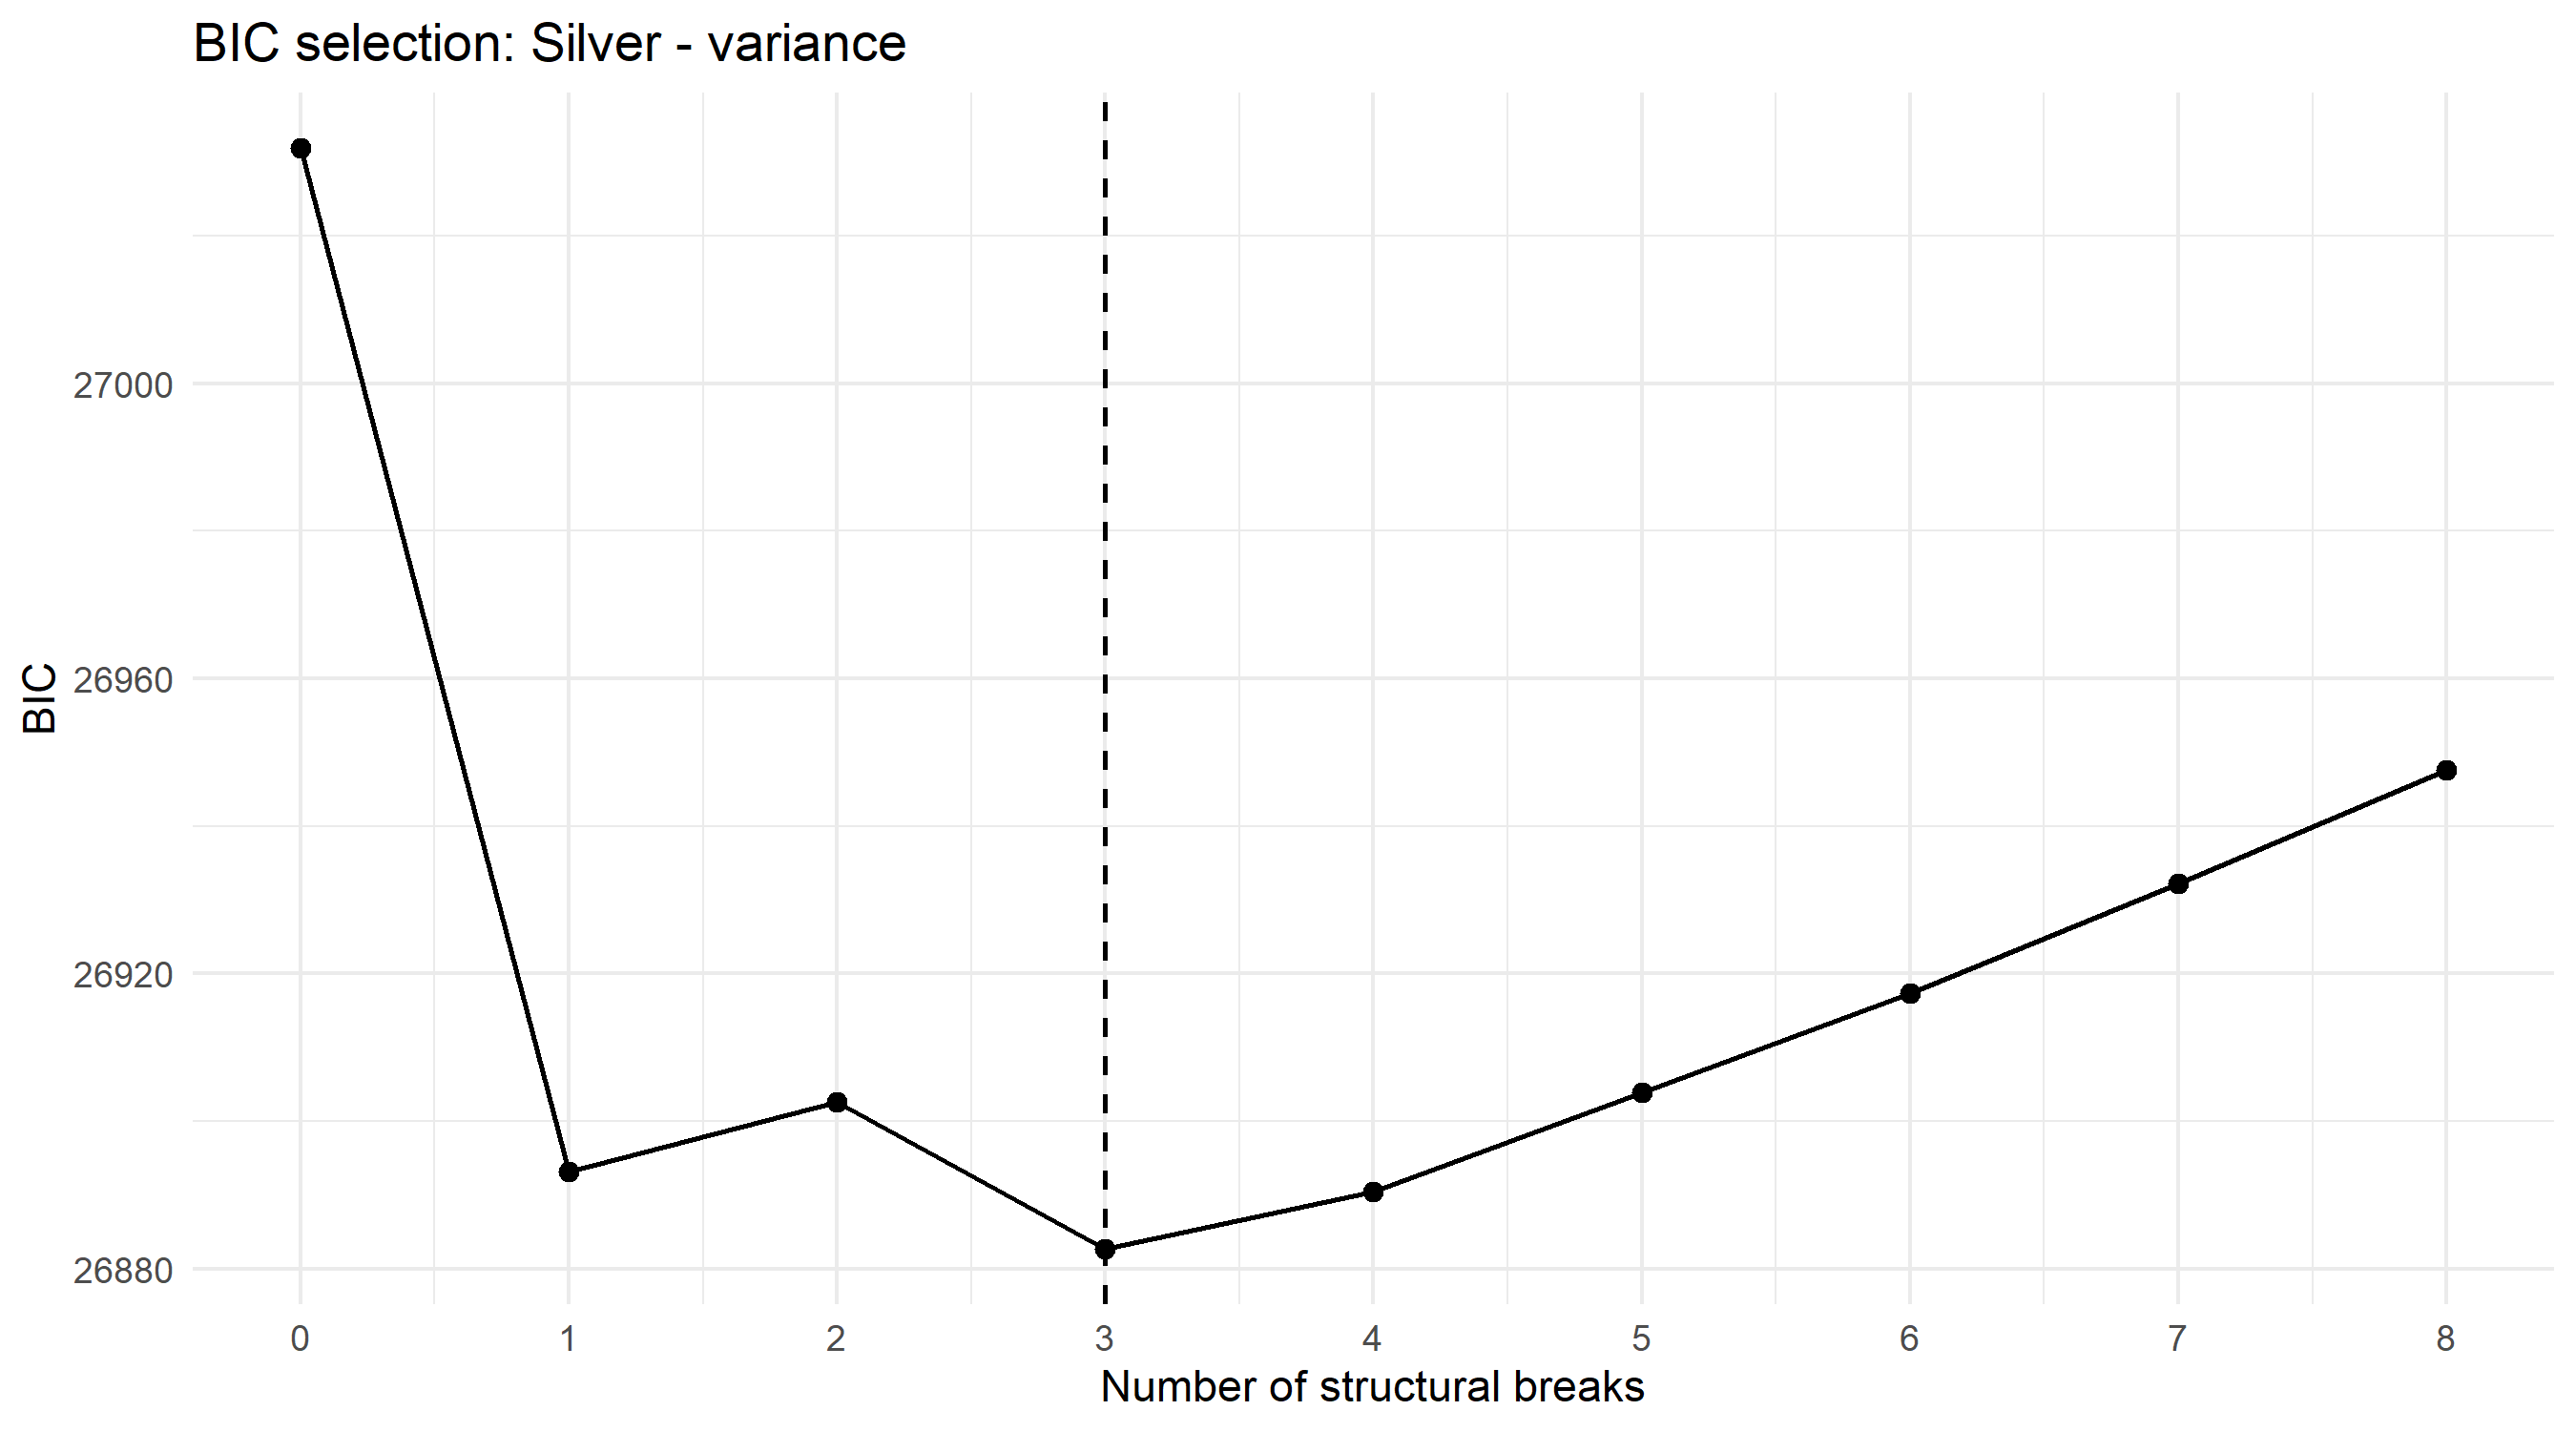 BIC selection: Silver - variance
BIC
27000
26960
26920
26880
0 1 2 3 4 5 6 7 8
Number of structural breaks